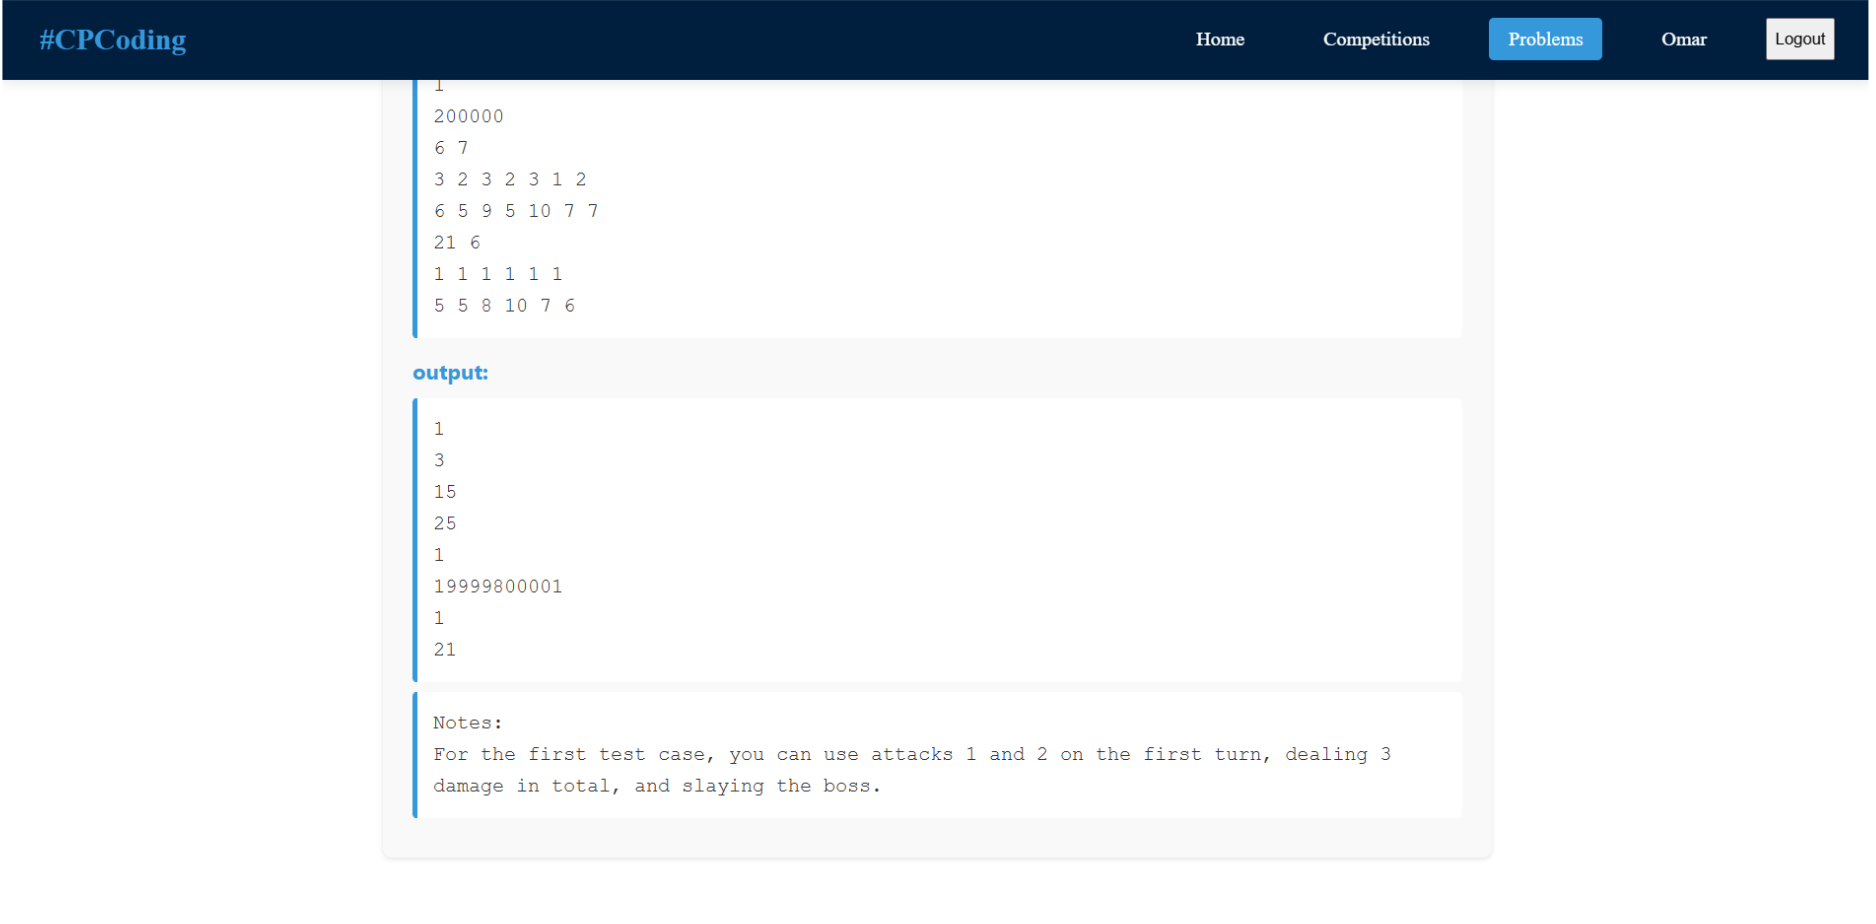 #CPCoding
Home
Competitions
Problems
Omar
Logout
1
200000
6 7
3 2 3 2 3 1 2
6 5 9 5 10 7 7
21 6
1 1 1 1 1 1
5 5 8 10 7 6
output:
1
3
15
25
1
19999800001
1
21
Notes:
For the first test case, you can use attacks 1 and 2 on the first turn, dealing 3
damage in total, and slaying the boss.